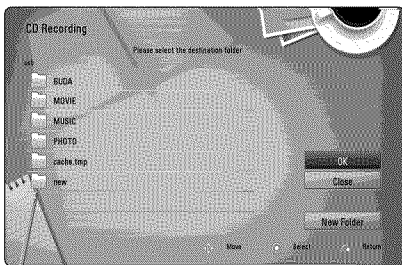 CD Recording
Please select the destination folder
usb
BUDA
MOVIE
MUSIC
PHOTO
cache.tmp
new
OK
Close
New Folder
Move Select Return